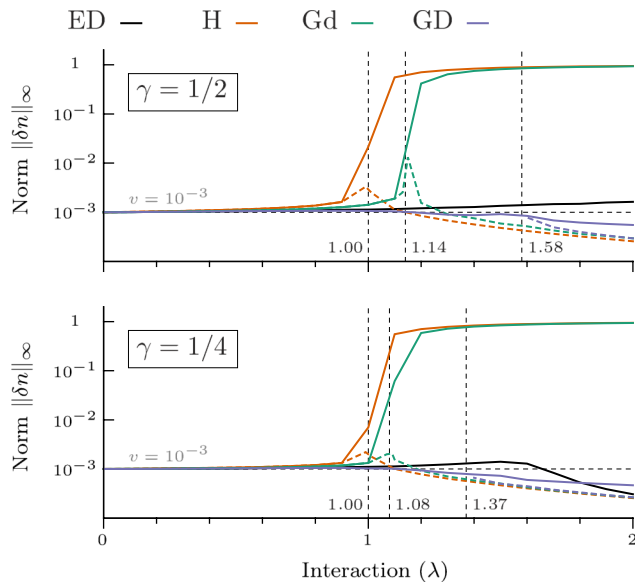 ED H Gd GD
Norm ‖δn‖∞
1
10⁻¹
10⁻²
10⁻³
γ = 1/2
v = 10⁻³
1.00 1.14 1.58
Norm ‖δn‖∞
1
10⁻¹
10⁻²
10⁻³
γ = 1/4
v = 10⁻³
1.00 1.08 1.37
0 1 2
Interaction (λ)